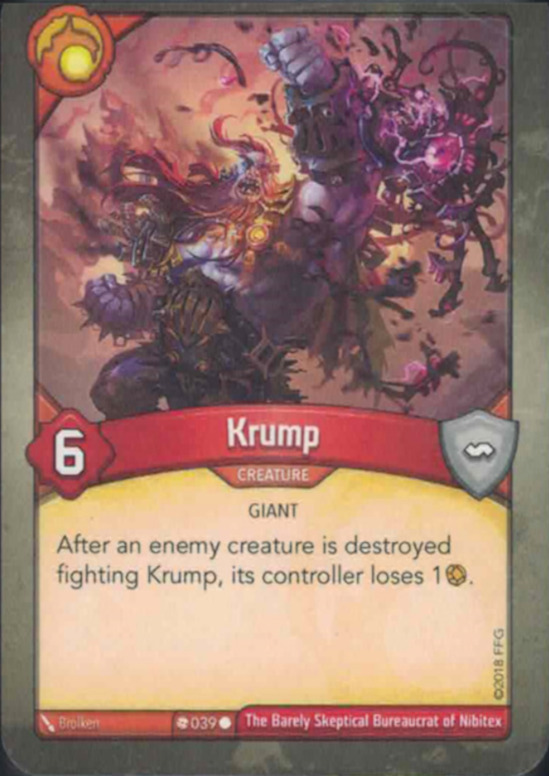 Krump
6
CREATURE
GIANT
After an enemy creature is destroyed
fighting Krump, its controller loses 1.
©2018 FFG
Brolken
039
The Barely Skeptical Bureaucrat of Nibitex